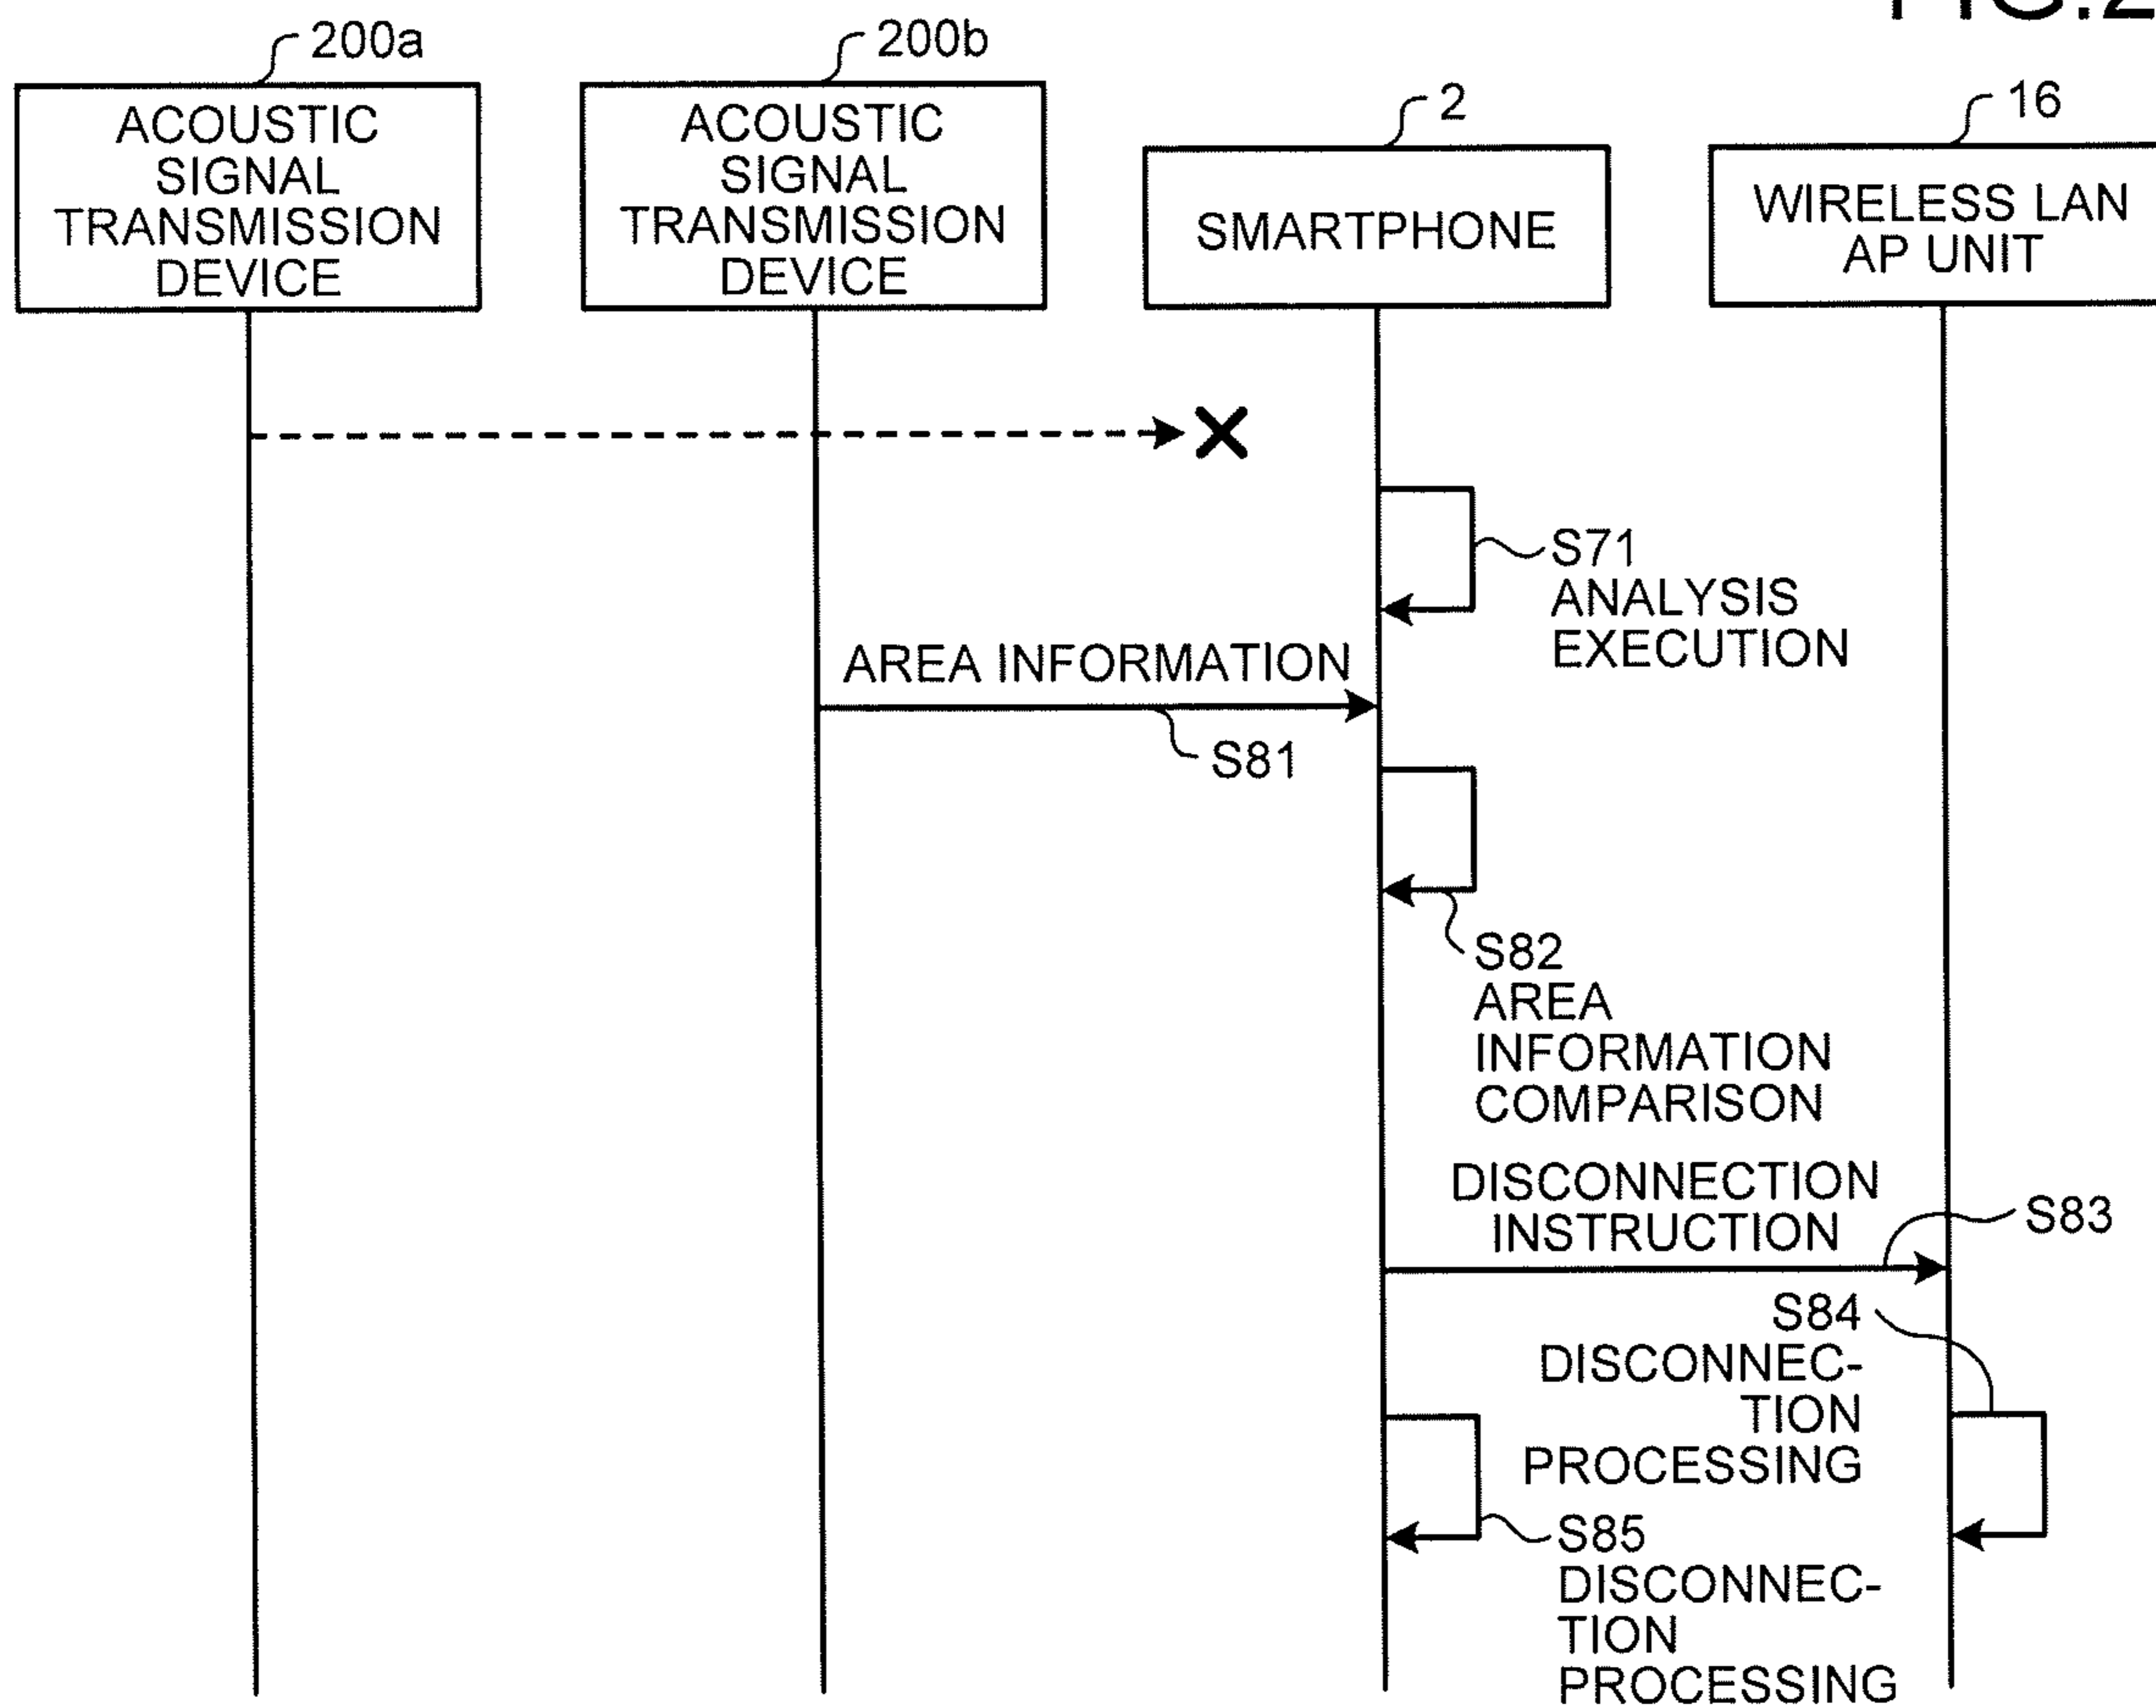 FIG.2
200a
200b
2
16
ACOUSTIC
SIGNAL
TRANSMISSION
DEVICE
ACOUSTIC
SIGNAL
TRANSMISSION
DEVICE
SMARTPHONE
WIRELESS LAN
AP UNIT
S71
ANALYSIS
EXECUTION
AREA INFORMATION
S81
S82
AREA
INFORMATION
COMPARISON
DISCONNECTION
INSTRUCTION
S83
S84
DISCONNEC-
TION
PROCESSING
S85
DISCONNEC-
TION
PROCESSING